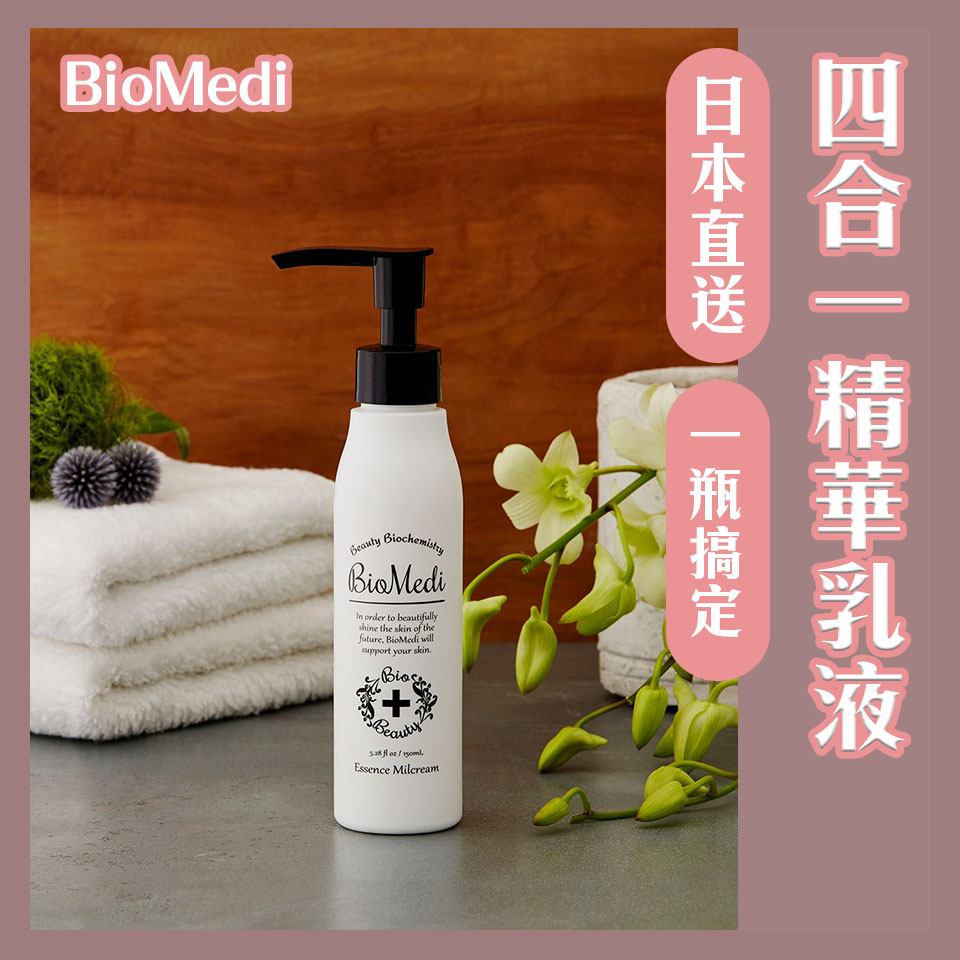 BioMedi
四合一 精華乳液
日本直送
一瓶搞定
Beauty Biochemistry
BioMedi
In order to beautifully
shine the skin of the
future, BioMedi will
support your skin.
Bio
Beauty
5.28 fl oz / 150mL
Essence Milcream